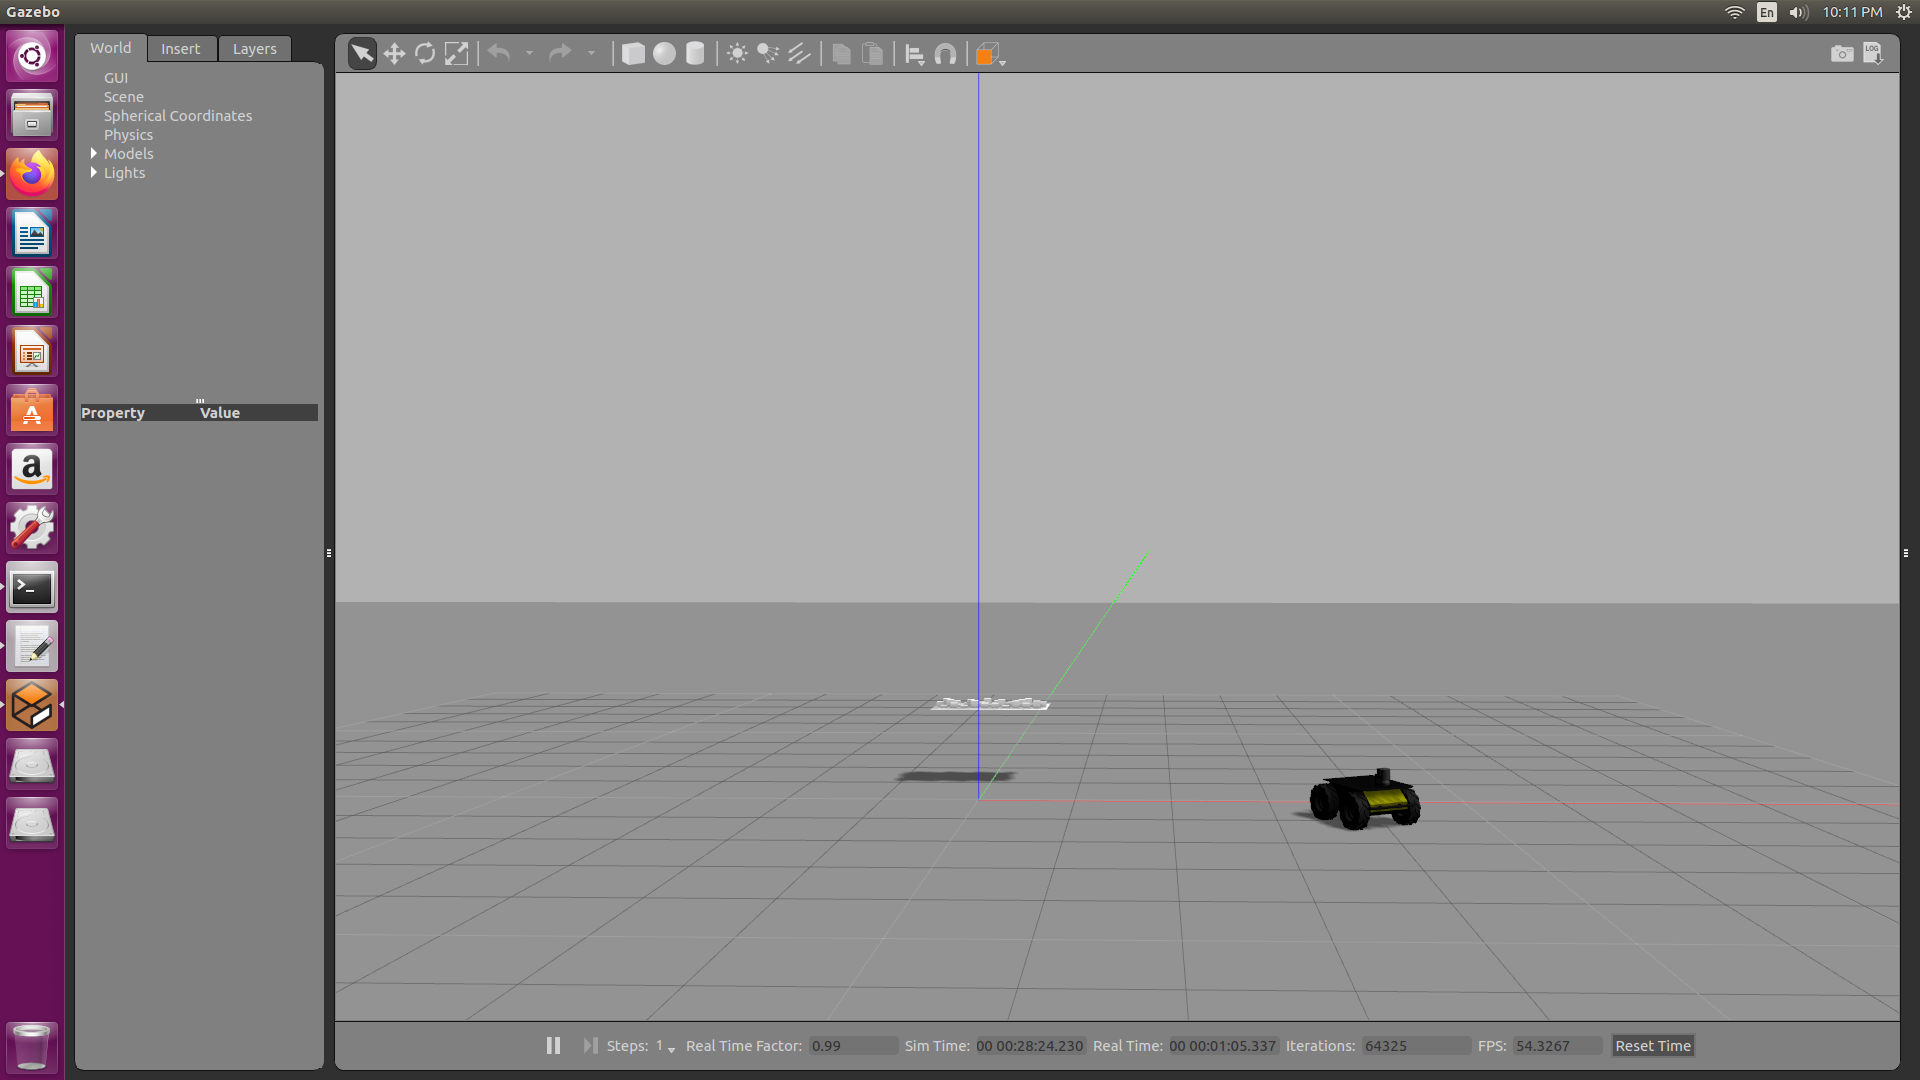 Gazebo
En
10:11 PM
World
Insert
Layers
GUI
Scene
Spherical Coordinates
Physics
Models
Lights
Property Value
LOG
Steps: 1 Real Time Factor: 0.99 Sim Time: 00 00:28:24.230 Real Time: 00 00:01:05.337 Iterations: 64325 FPS: 54.3267 Reset Time